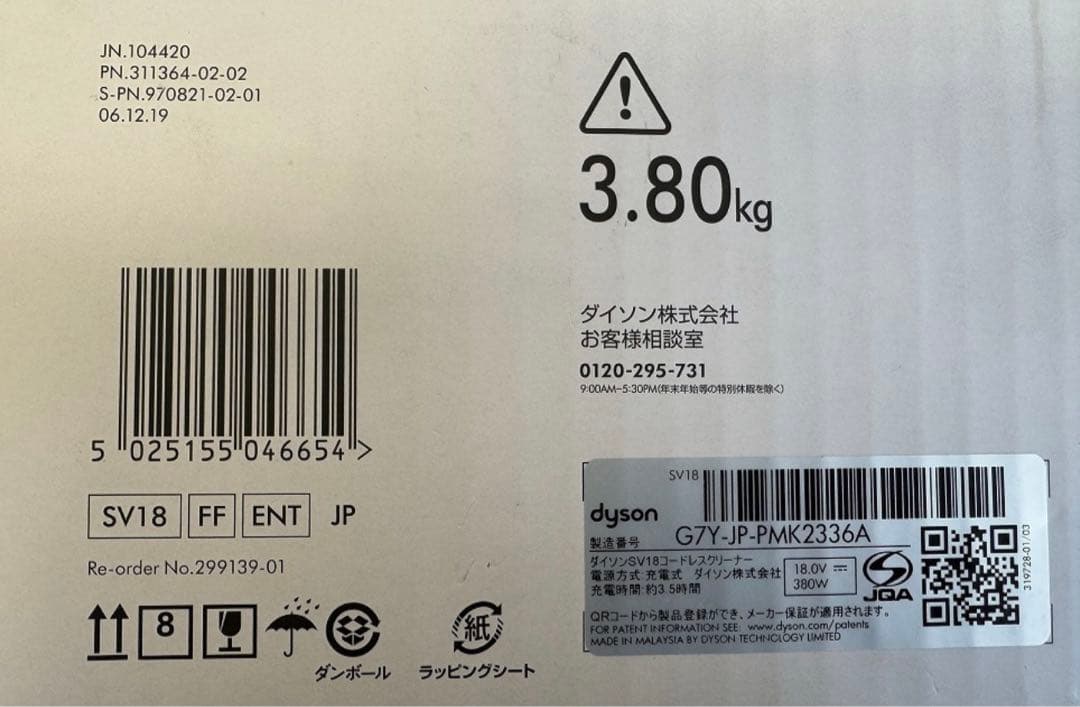 JN.104420
PN.311364-02-02
S-PN.970821-02-01
06.12.19
3.80kg
ダイソン株式会社
お客様相談室
0120-295-731
9:00AM–5:30PM(年末年始等の特別休暇を除く)
5 025155 046654 >
SV18 FF ENT JP
Re-order No.299139-01
8
紙
ダンボール
ラッピングシート
SV18
dyson
製造番号 G7Y-JP-PMK2336A
ダイソンSV18コードレスクリーナー
電源方式:充電式 ダイソン株式会社
充電時間:約3.5時間
18.0V ⎓
380W
JQA
319728-01/03
QRコードから製品登録ができ、メーカー保証が適用されます。
FOR PATENT INFORMATION SEE: www.dyson.com/patents
MADE IN MALAYSIA BY DYSON TECHNOLOGY LIMITED